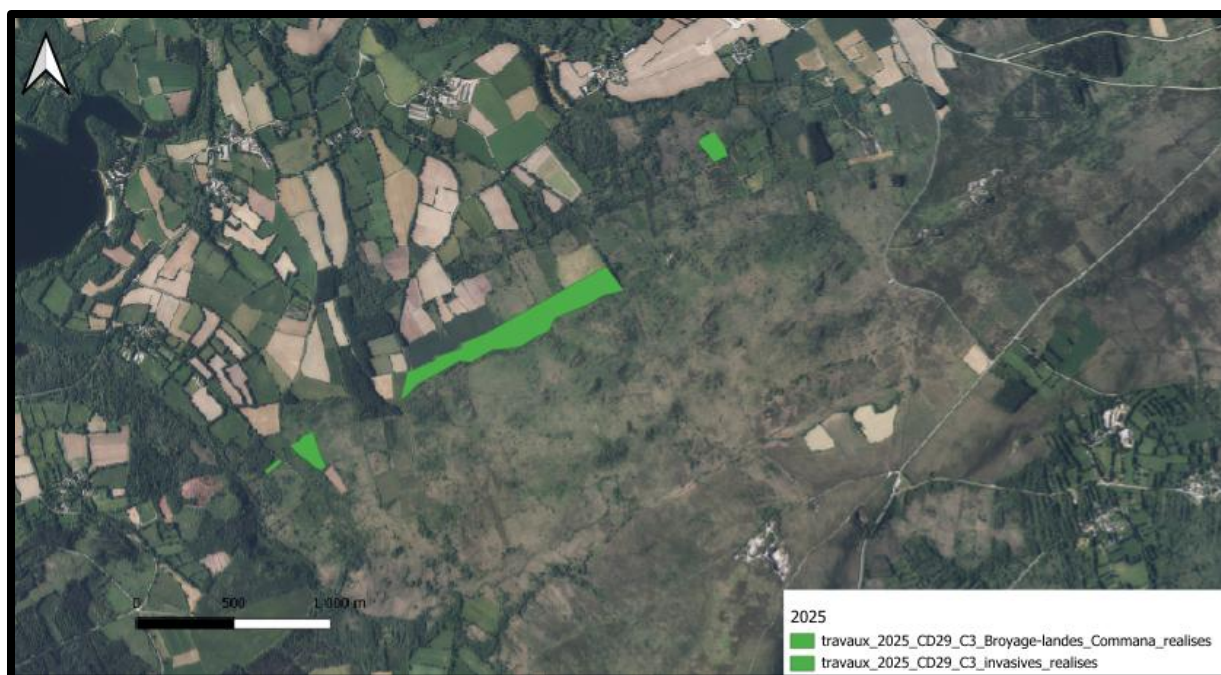 0 500 1 000 m
2025
travaux_2025_CD29_C3_Broyage-landes_Commana_realises
travaux_2025_CD29_C3_invasives_realises